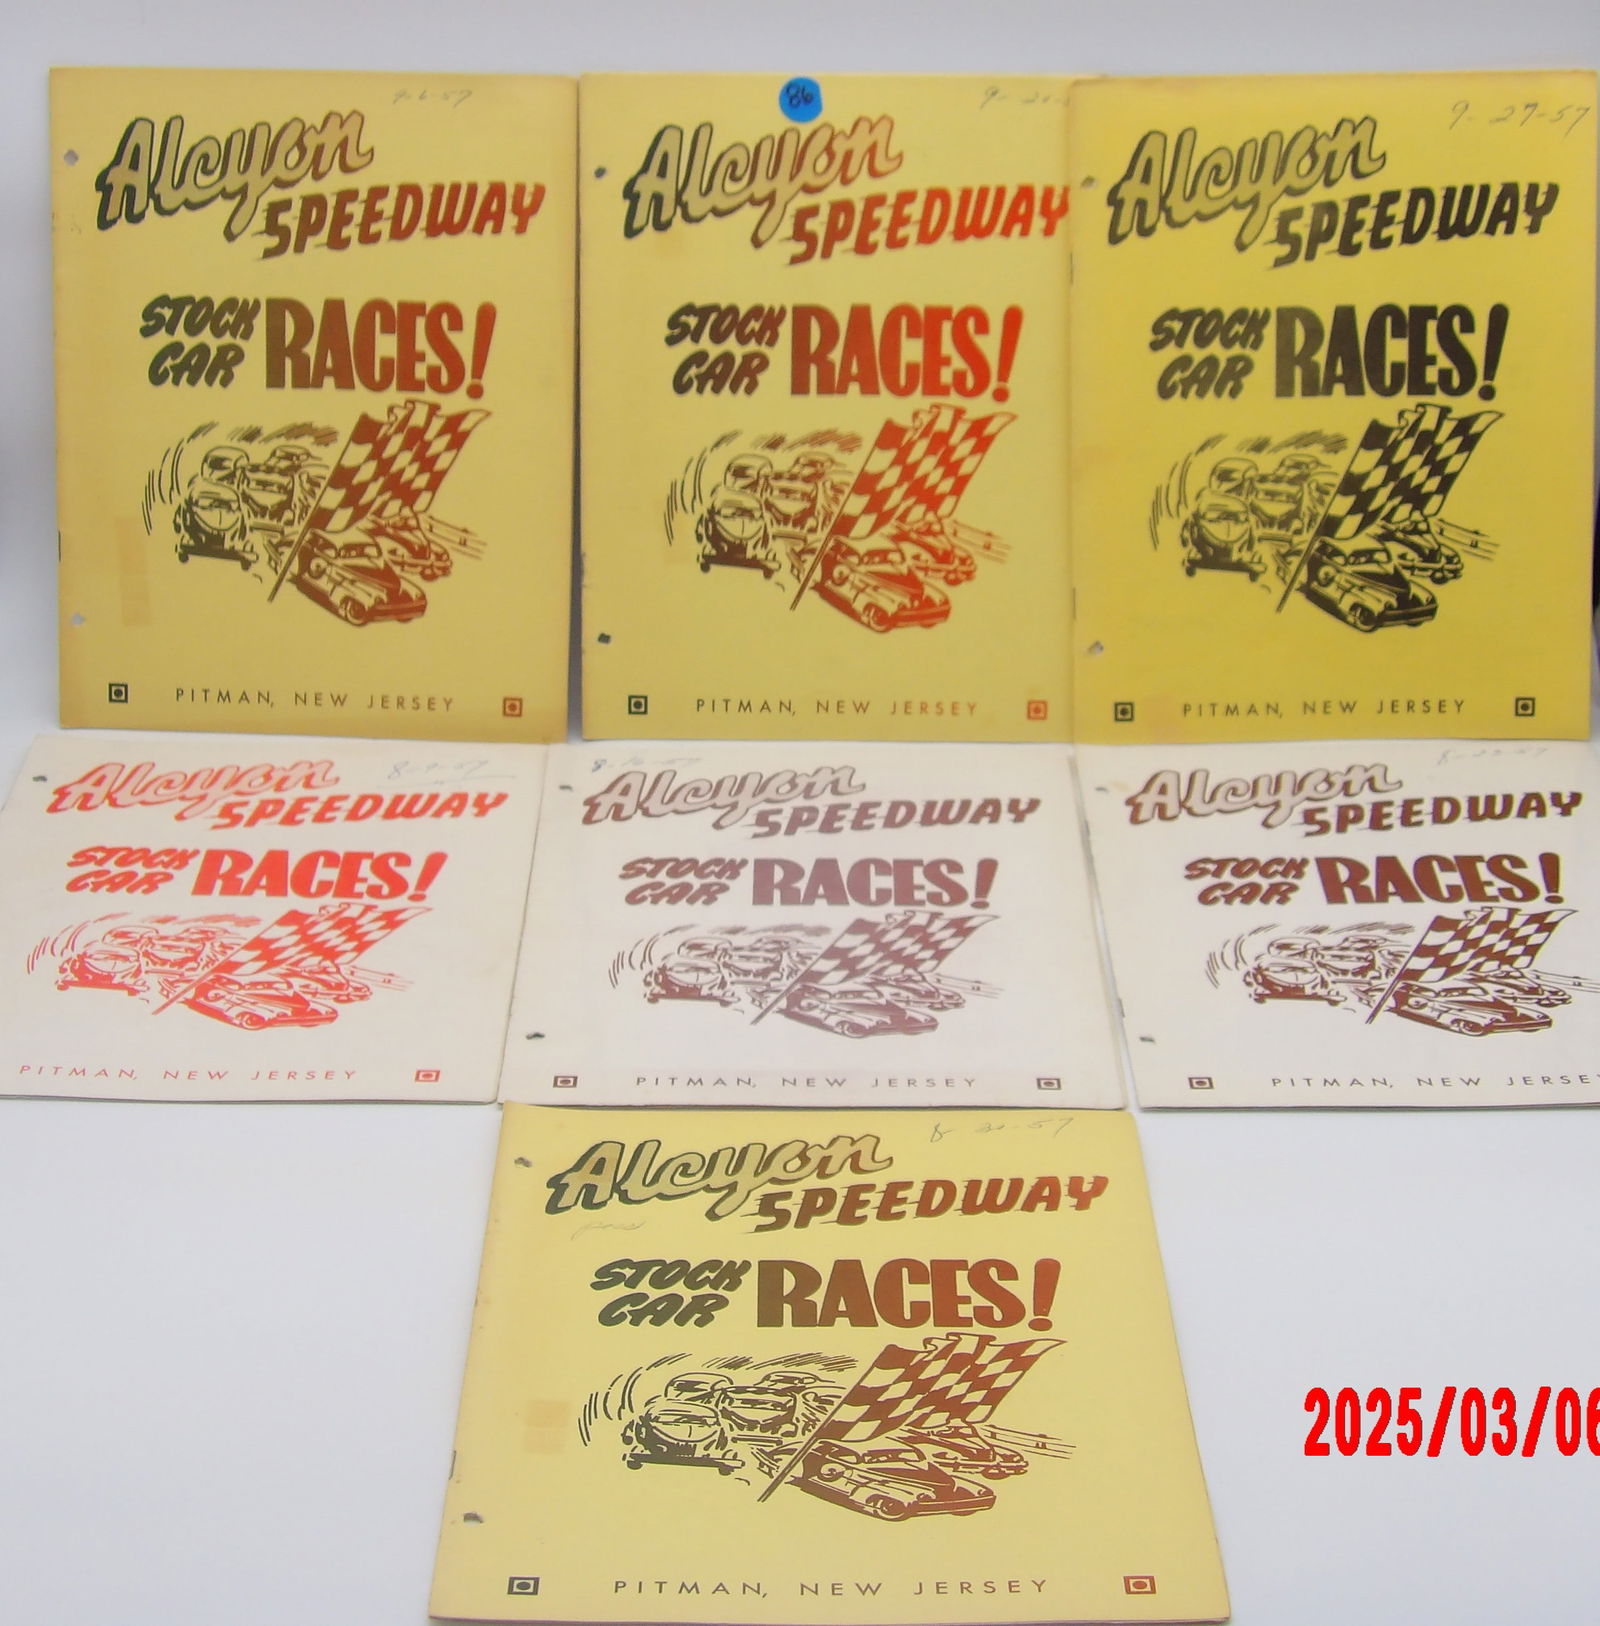 9-6-57
Alcyon
SPEEDWAY
STOCK
CAR
RACES!
PITMAN, NEW JERSEY
86
Alcyon
SPEEDWAY
STOCK
CAR
RACES!
PITMAN, NEW JERSEY
9-27-57
Alcyon
SPEEDWAY
STOCK
CAR
RACES!
PITMAN, NEW JERSEY
8-9-57
Alcyon
SPEEDWAY
STOCK
CAR
RACES!
PITMAN, NEW JERSEY
8-16-57
Alcyon
SPEEDWAY
STOCK
CAR
RACES!
PITMAN, NEW JERSEY
8-23-57
Alcyon
SPEEDWAY
STOCK
CAR
RACES!
PITMAN, NEW JERSE
8-30-57
Alcyon
SPEEDWAY
STOCK
CAR
RACES!
PITMAN, NEW JERSEY
2025/03/06